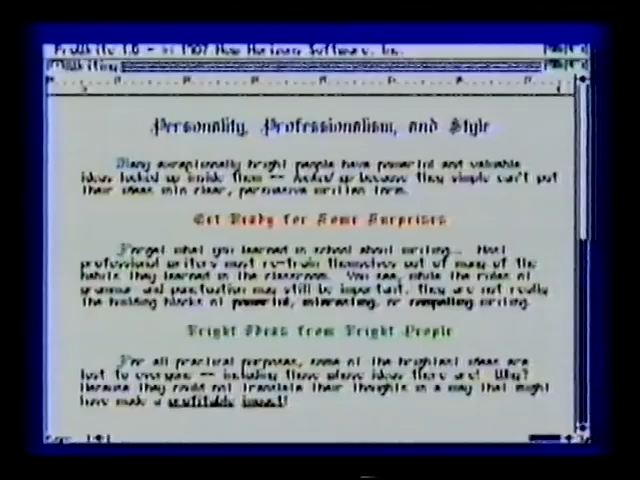 ProWrite 1.0 - © 1987 New Horizons Software, Inc.
Writing
Personality, Professionalism, and Style
Many exceptionally bright people have powerful and valuable
ideas locked up inside them -- locked up because they simple can't put
their ideas into clear, persuasive written form.
Get Ready for Some Surprises
Forget what you learned in school about writing... Most
professional writers must re-train themselves out of many of the
habits they learned in the classroom. You see, while the rules of
grammar and punctuation may still be important, they are not really
the building blocks of powerful, interesting, or compelling writing.
Bright Ideas from Bright People
For all practical purposes, some of the brightest ideas are
lost to everyone -- including those whose ideas there are! Why?
Because they could not translate their thoughts in a way that might
have made a profitable impact!